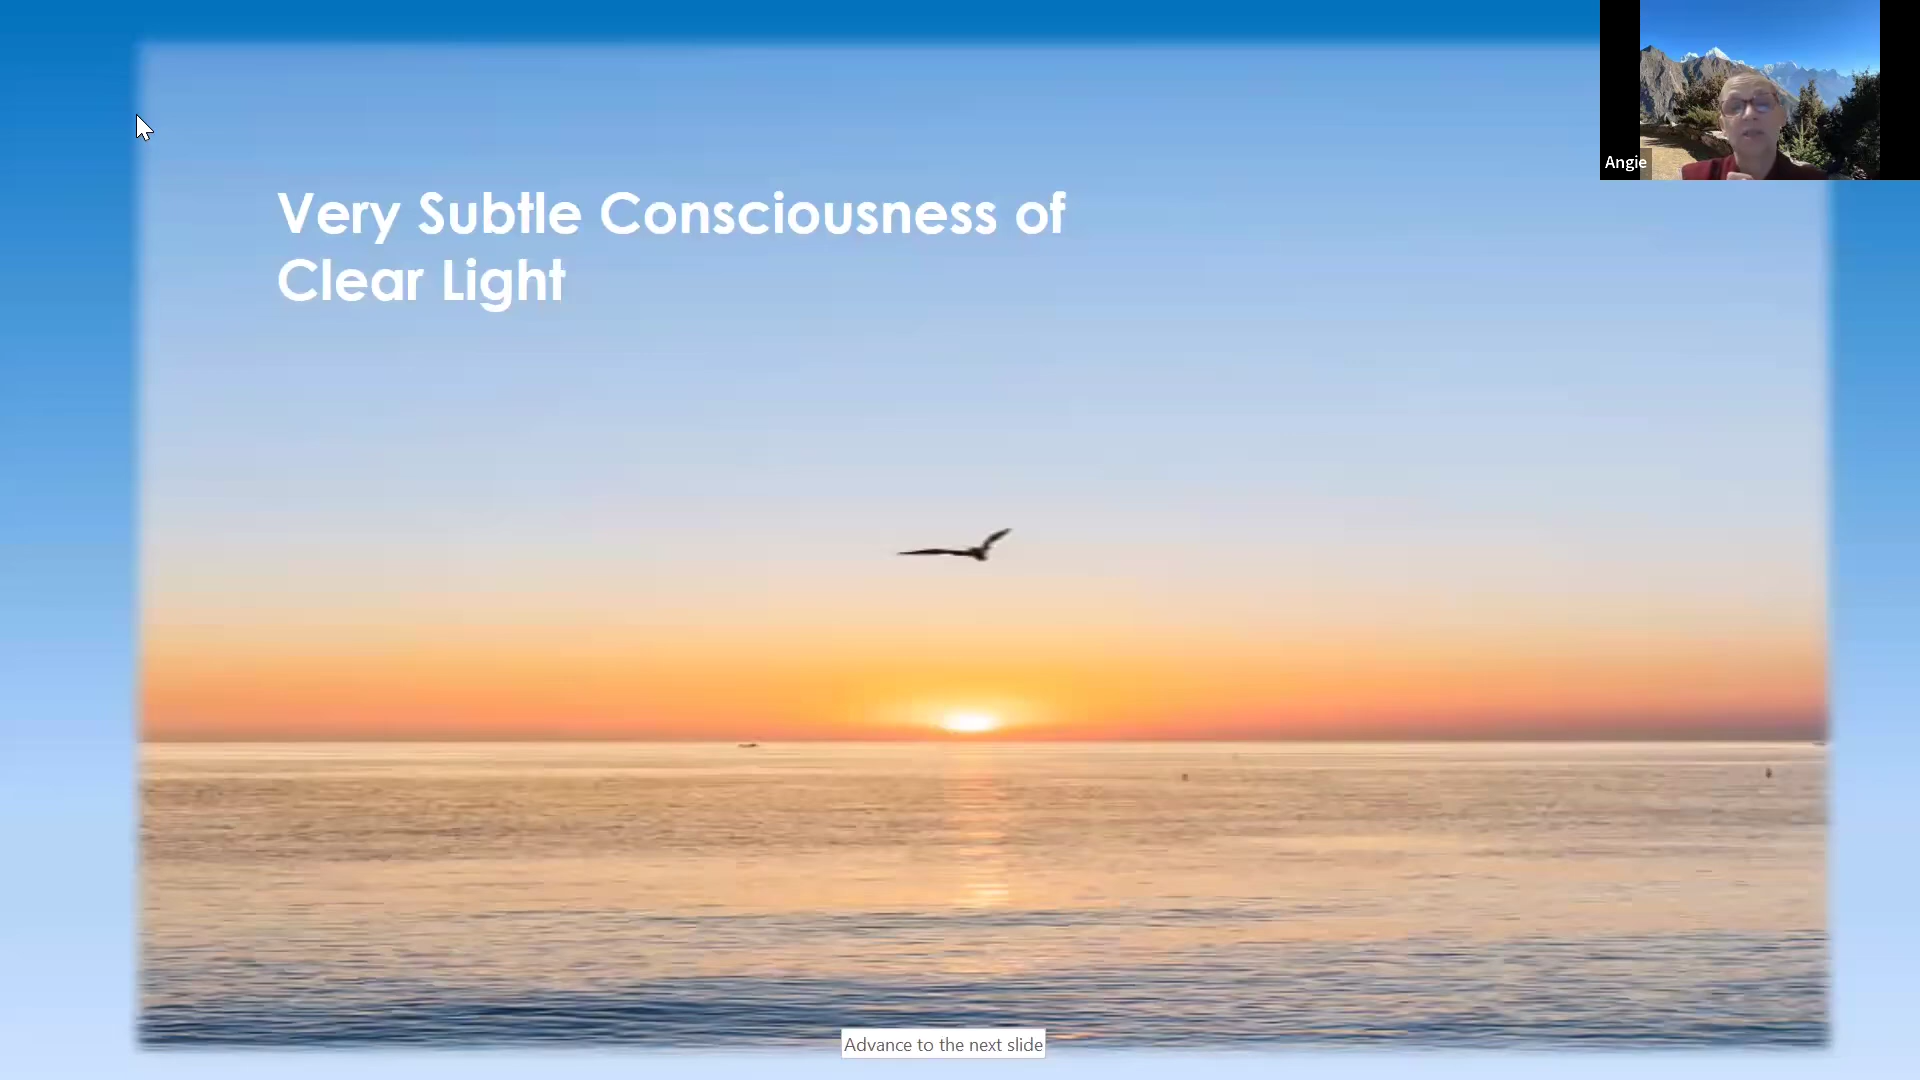 Very Subtle Consciousness of
Clear Light
Angie
Advance to the next slide